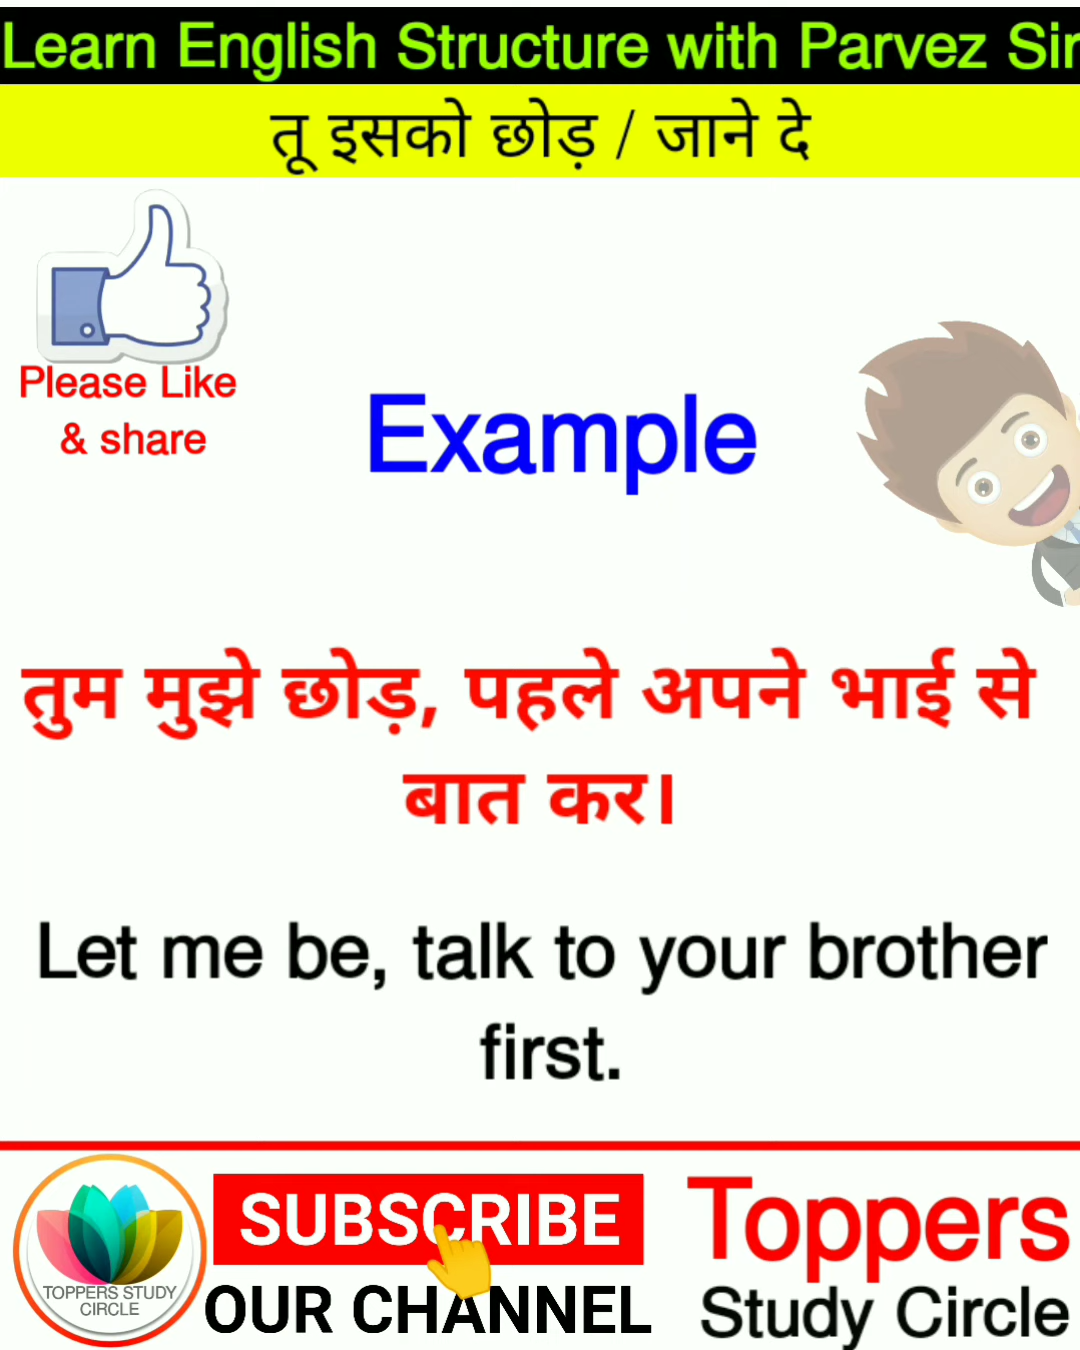 Learn English Structure with Parvez Sir
तू इसको छोड़ / जाने दे
Please Like
& share
Example
तुम मुझे छोड़, पहले अपने भाई से
बात कर।
Let me be, talk to your brother
first.
TOPPERS STUDY
CIRCLE
SUBSCRIBE
OUR CHANNEL
Toppers
Study Circle